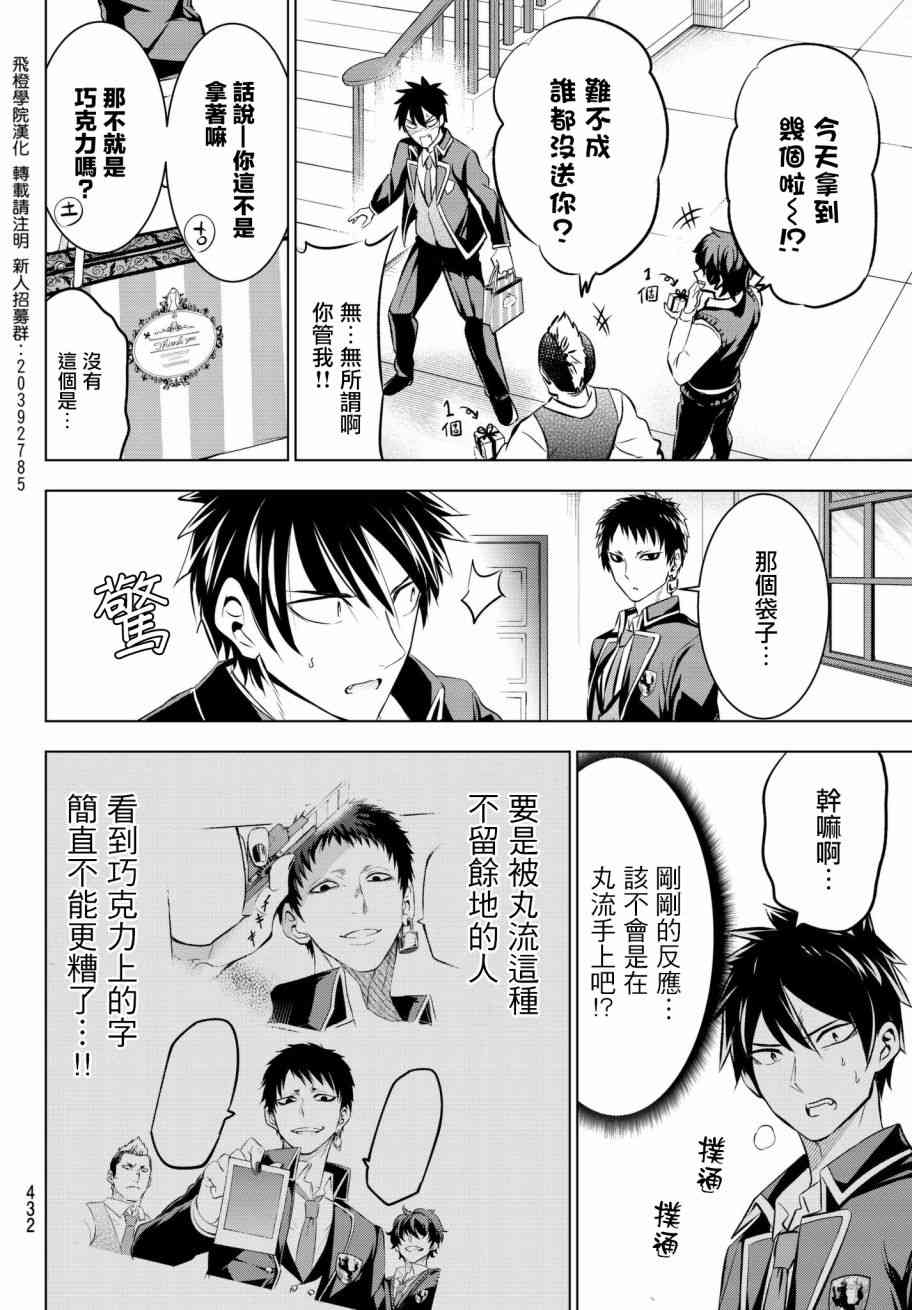 今天拿到
幾個啦～!?
難不成
誰都沒送你？
1個
1個
無…無所謂啊
你管我!!
話說—你這不是
拿著嘛
那不就是
巧克力嗎？
Thank you
沒有
這個是…
那個袋子…
驚
幹嘛啊…
剛剛的反應…
該不會是在
丸流手上吧!?
撲通
撲通
要是被丸流這種
不留餘地的人
看到巧克力上的字
簡直不能更糟了…!!
432
飛橙學院漢化 轉載請注明 新人招募群：20392785